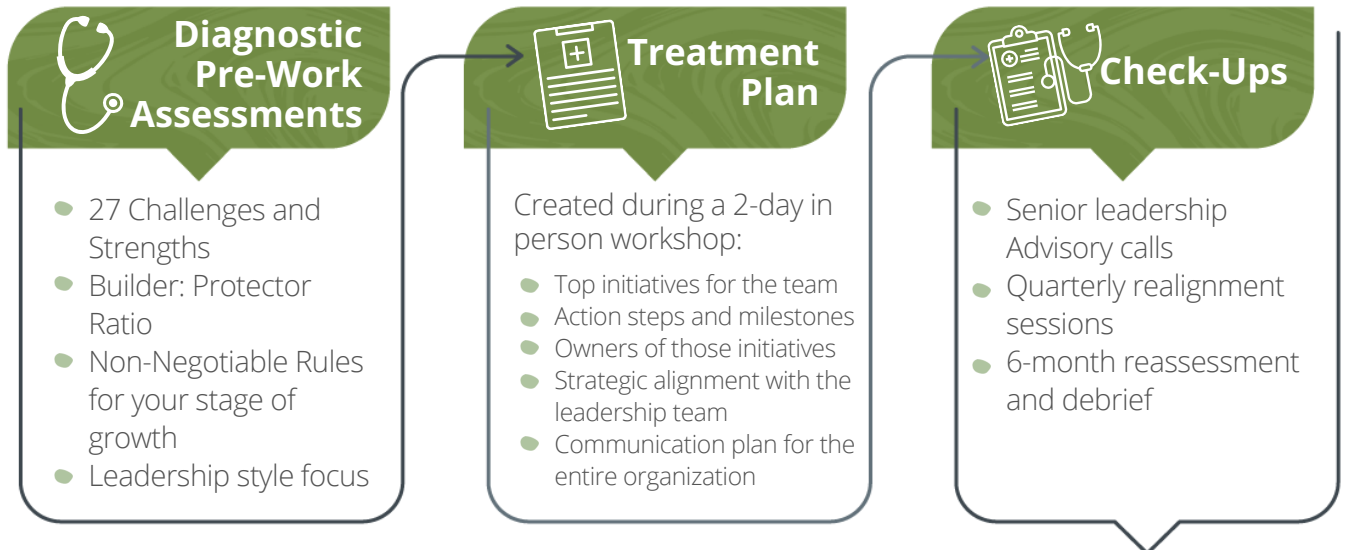 Diagnostic
Pre-Work
Assessments
27 Challenges and
Strengths
Builder: Protector
Ratio
Non-Negotiable Rules
for your stage of
growth
Leadership style focus
Treatment
Plan
Created during a 2-day in
person workshop:
Top initiatives for the team
Action steps and milestones
Owners of those initiatives
Strategic alignment with the
leadership team
Communication plan for the
entire organization
Check-Ups
Senior leadership
Advisory calls
Quarterly realignment
sessions
6-month reassessment
and debrief